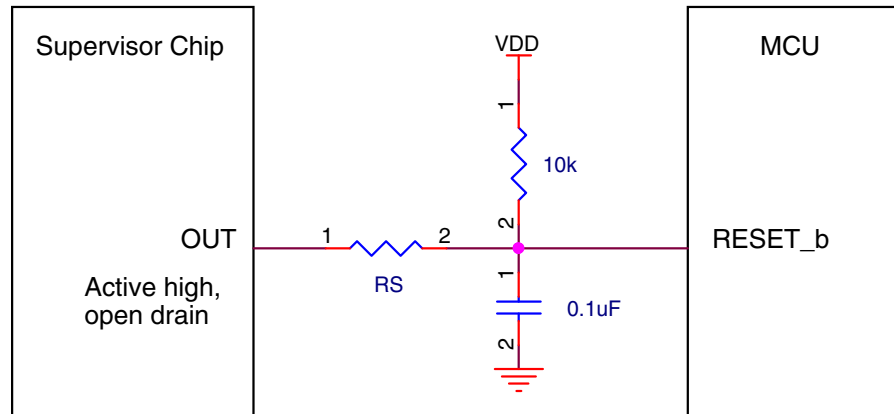 Supervisor Chip
VDD
MCU
1
10k
2
OUT
1
2
RESET_b
RS
1
Active high,
open drain
0.1uF
2